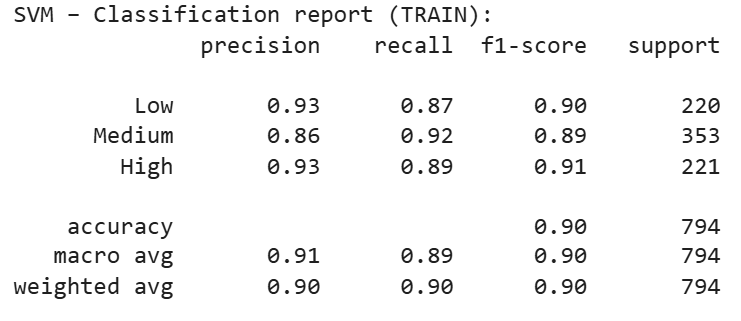 SVM – Classification report (TRAIN):
precision recall f1-score support
Low 0.93 0.87 0.90 220
Medium 0.86 0.92 0.89 353
High 0.93 0.89 0.91 221
accuracy 0.90 794
macro avg 0.91 0.89 0.90 794
weighted avg 0.90 0.90 0.90 794